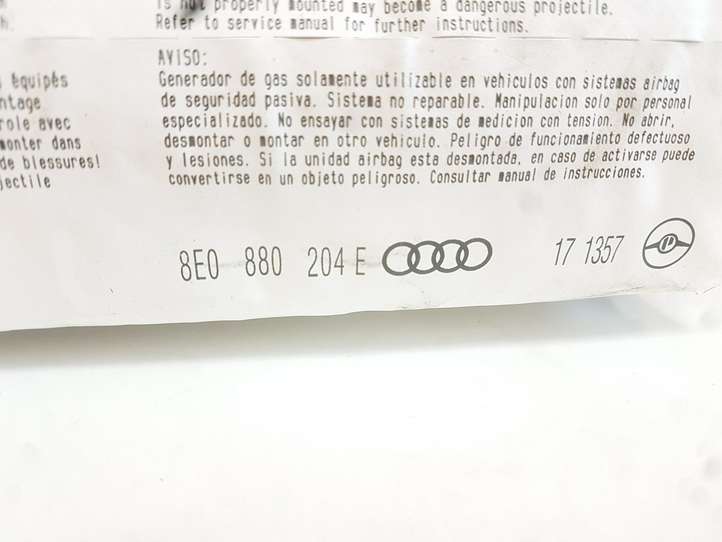 is not properly mounted may become a dangerous projectile.
h. Refer to service manual for further instructions.
AVISO:
équipés Generador de gas solamente utilizable en vehiculos con sistemas airbag
ntage de seguridad pasiva. Sistema no reparable. Manipulacion solo por personal
role avec especializado. No ensayar con sistemas de medicion con tension. No abrir,
monter dans desmontar o montar en otro vehiculo. Peligro de funcionamiento defectuoso
de blessures! y lesiones. Si la unidad airbag esta desmontada, en caso de activarse puede
jectile convertirse en un objeto peligroso. Consultar manual de instrucciones.
8E0 880 204 E 17 1357